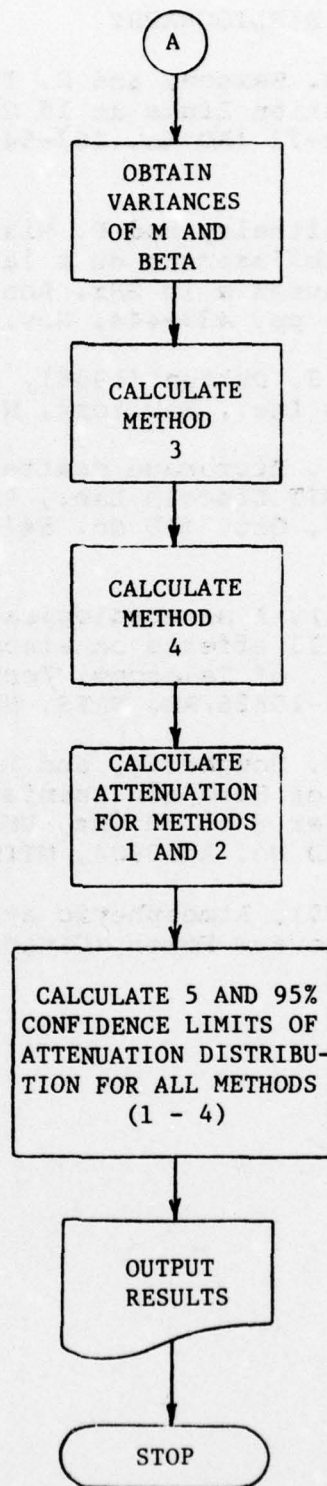 A
OBTAIN
VARIANCES
OF M AND
BETA
CALCULATE
METHOD
3
CALCULATE
METHOD
4
CALCULATE
ATTENUATION
FOR METHODS
1 AND 2
CALCULATE 5 AND 95%
CONFIDENCE LIMITS OF
ATTENUATION DISTRIBU-
TION FOR ALL METHODS
(1 - 4)
OUTPUT
RESULTS
STOP